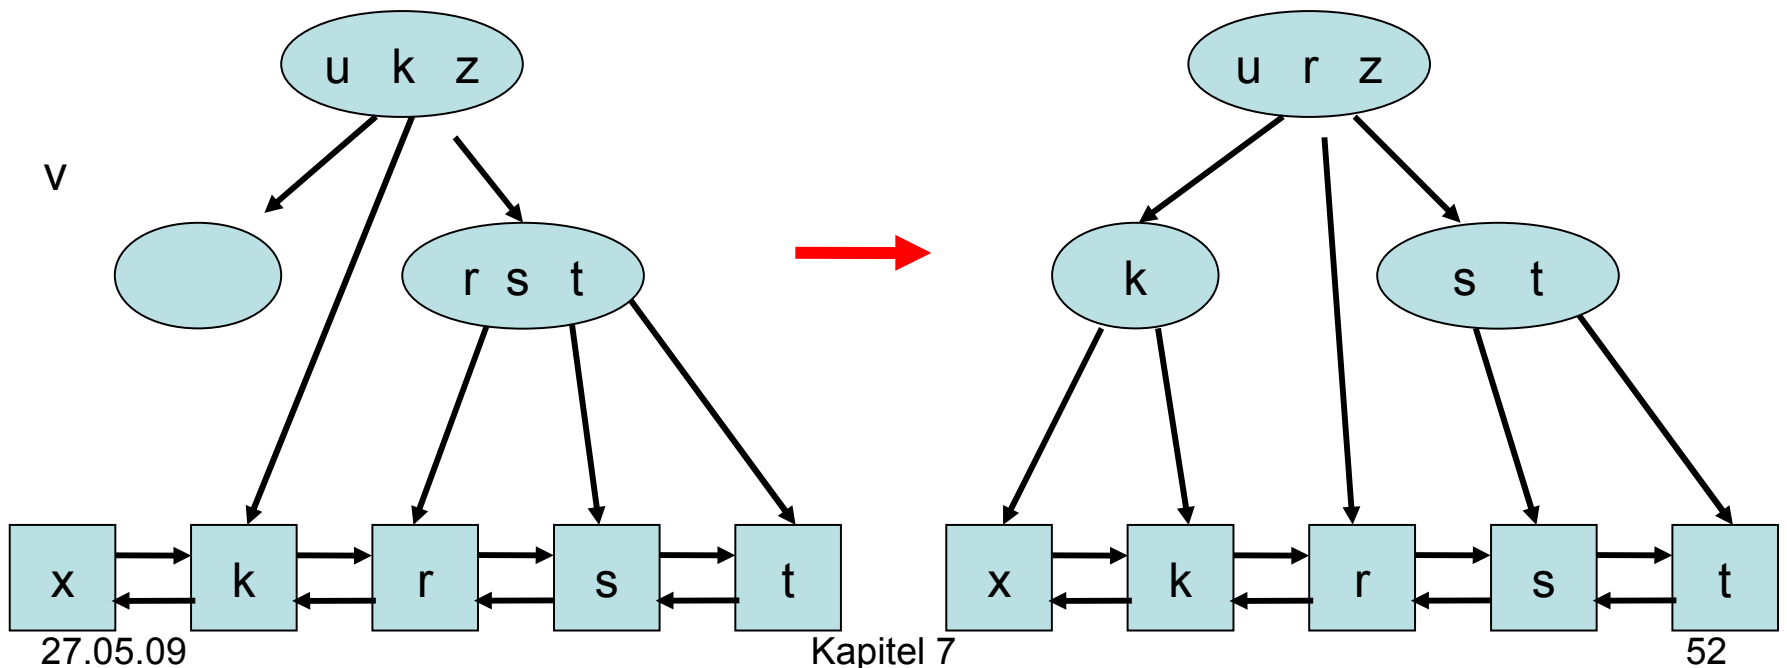 u k z
u r z
v
r s t
k
s t
x k r s t
x k r s t
27.05.09
Kapitel 7
52